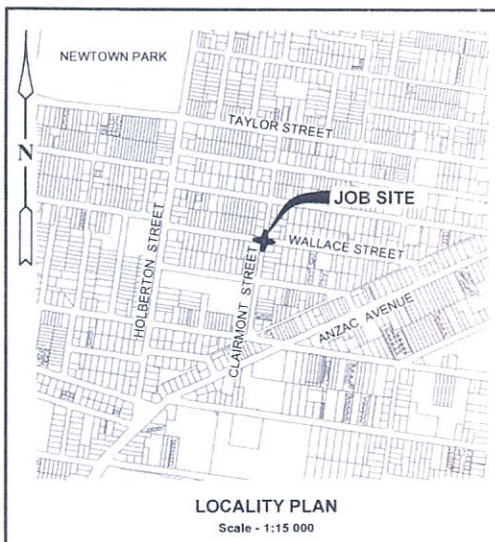 NEWTOWN PARK
TAYLOR STREET
N
JOB SITE
WALLACE STREET
HOLBERTON STREET
CLAIRMONT STREET
ANZAC AVENUE
LOCALITY PLAN
Scale - 1:15 000